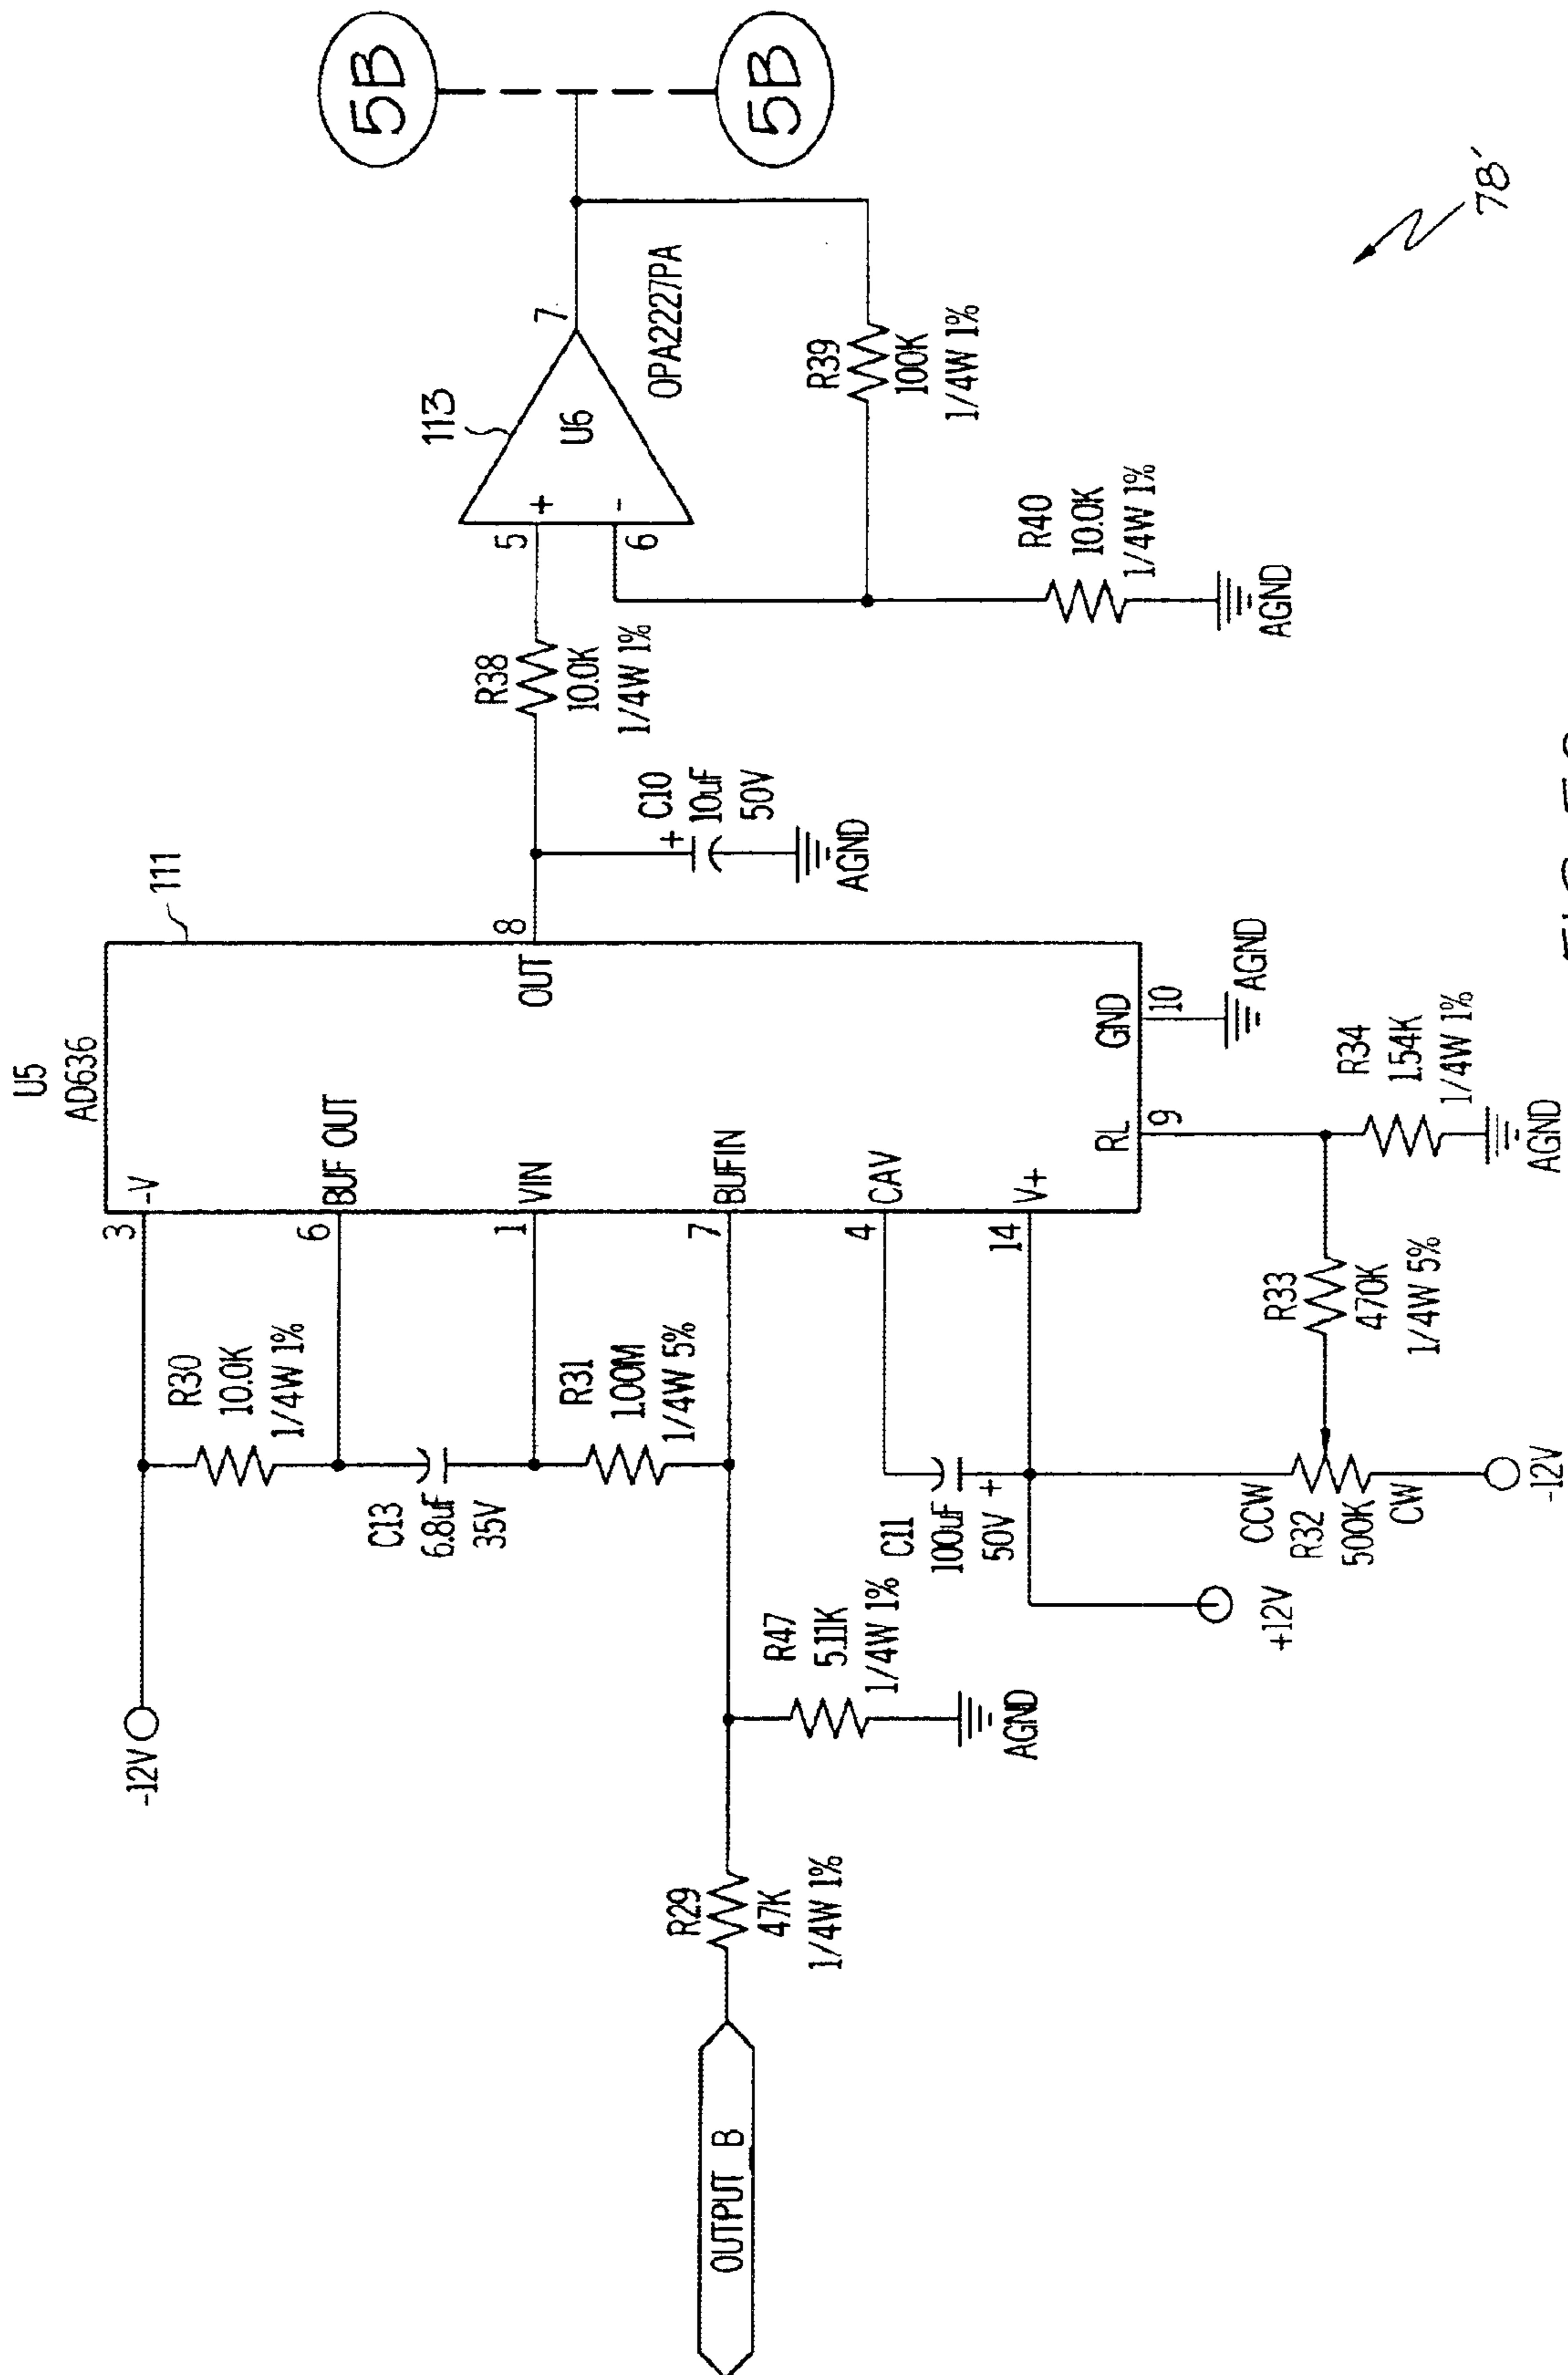 U5
AD636
111
-12V
3
-V
R30
10.0K
1/4W 1%
6
BUF OUT
C13
6.8uF
35V
1
VIN
R31
1.00M
1/4W 5%
7
BUFIN
OUTPUT B
R29
47K
1/4W 1%
R47
5.11K
1/4W 1%
AGND
4
CAV
C11
100uF
50V +
14
V+
+12V
CCW
R32
500K
CW
-12V
R33
470K
1/4W 5%
RL
9
R34
1.54K
1/4W 1%
AGND
GND
10
AGND
OUT
8
+
C10
10uF
50V
AGND
R38
10.0K
1/4W 1%
113
5
+
U6
6
-
7
OPA2227PA
R39
100K
1/4W 1%
R40
10.0K
1/4W 1%
AGND
5B
5B
78'